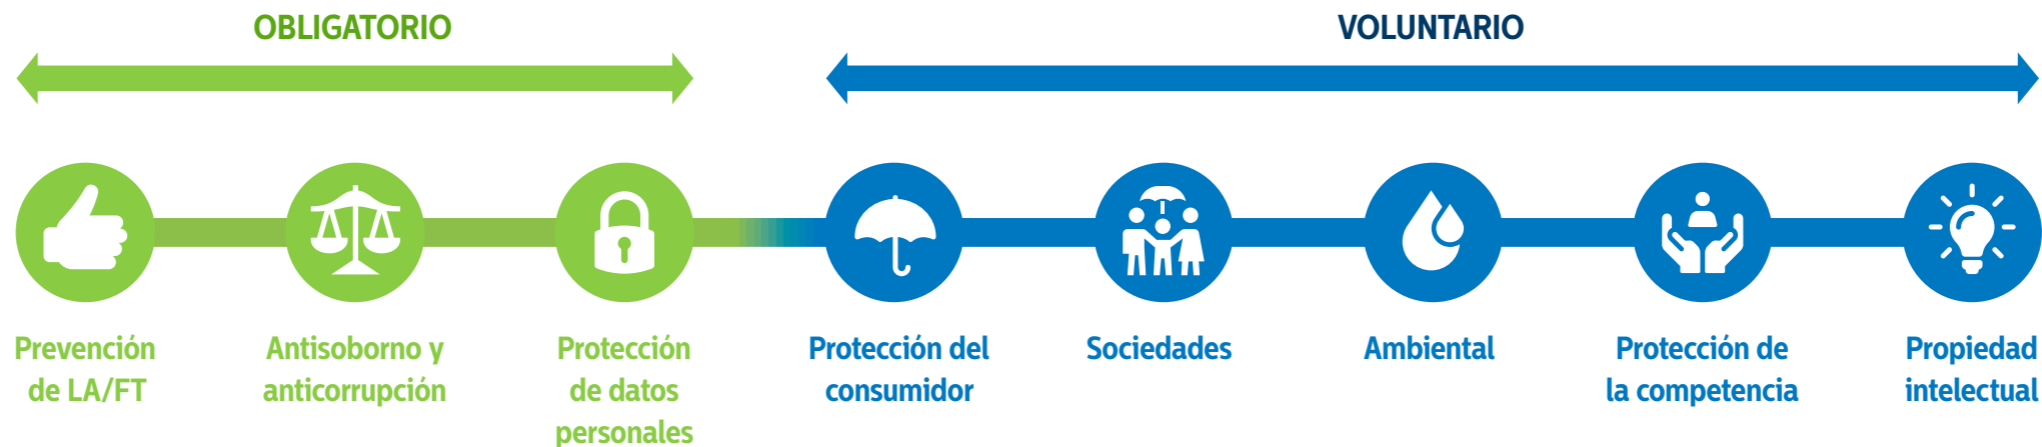 OBLIGATORIO
VOLUNTARIO
Prevención
de LA/FT
Antisoborno y
anticorrupción
Protección
de datos
personales
Protección del
consumidor
Sociedades
Ambiental
Protección de
la competencia
Propiedad
intelectual